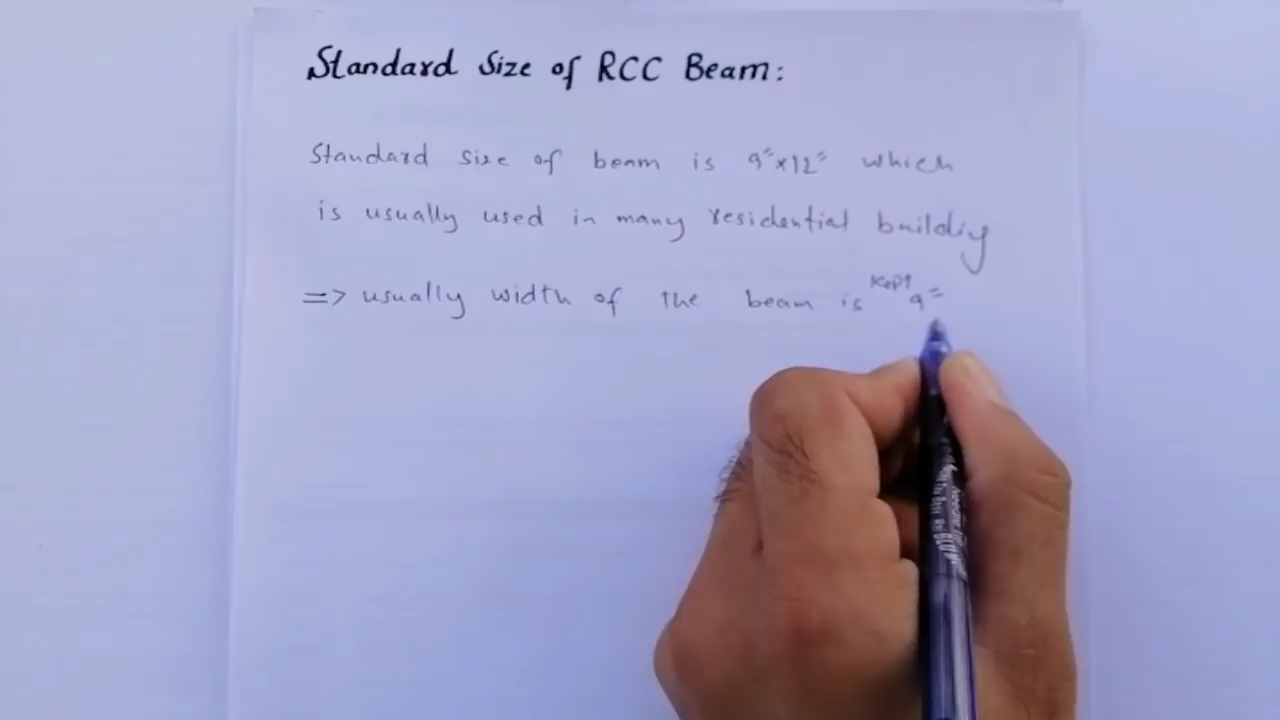 Standard Size of RCC Beam:
Standard size of beam is 9"x12" which
is usually used in many residential buildig
=> usually width of the beam is kept 9"